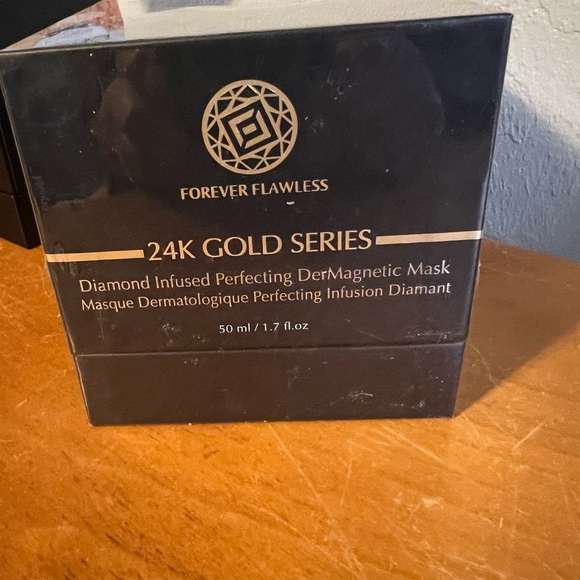 FOREVER FLAWLESS
24K GOLD SERIES
Diamond Infused Perfecting DerMagnetic Mask
Masque Dermatologique Perfecting Infusion Diamant
50 ml / 1.7 fl.oz